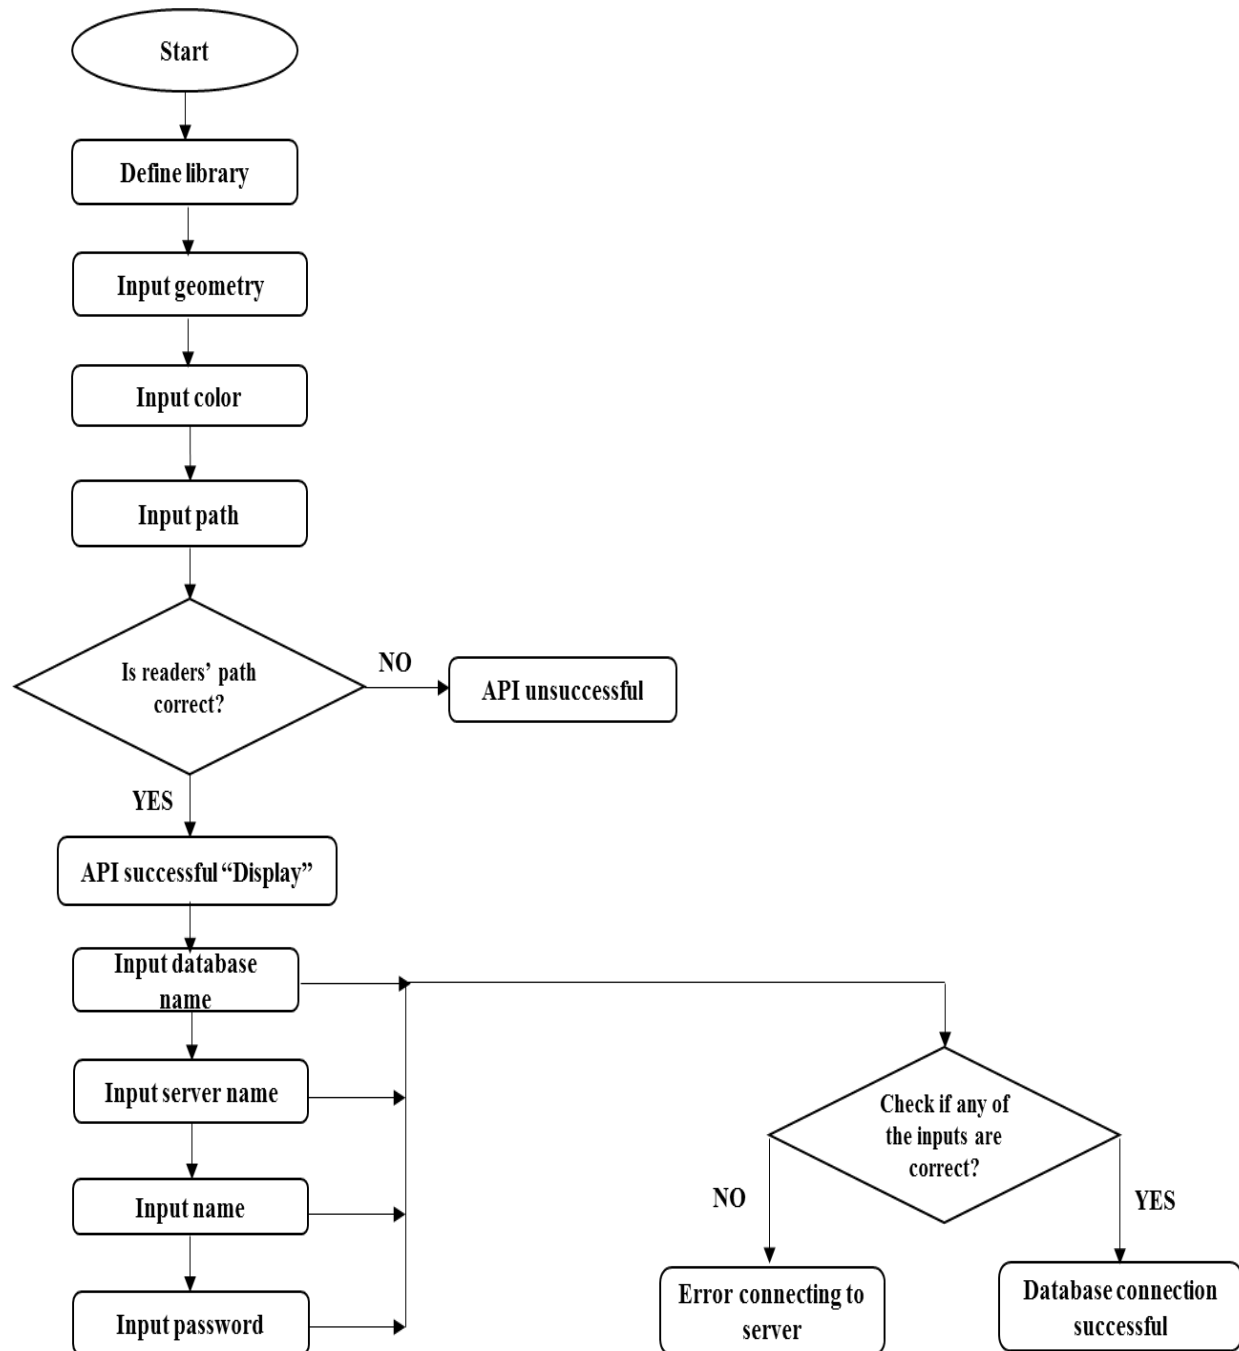 Start
Define library
Input geometry
Input color
Input path
Is readers’ path
correct?
NO
API unsuccessful
YES
API successful “Display”
Input database
name
Input server name
Input name
Input password
Check if any of
the inputs are
correct?
NO
YES
Error connecting to
server
Database connection
successful